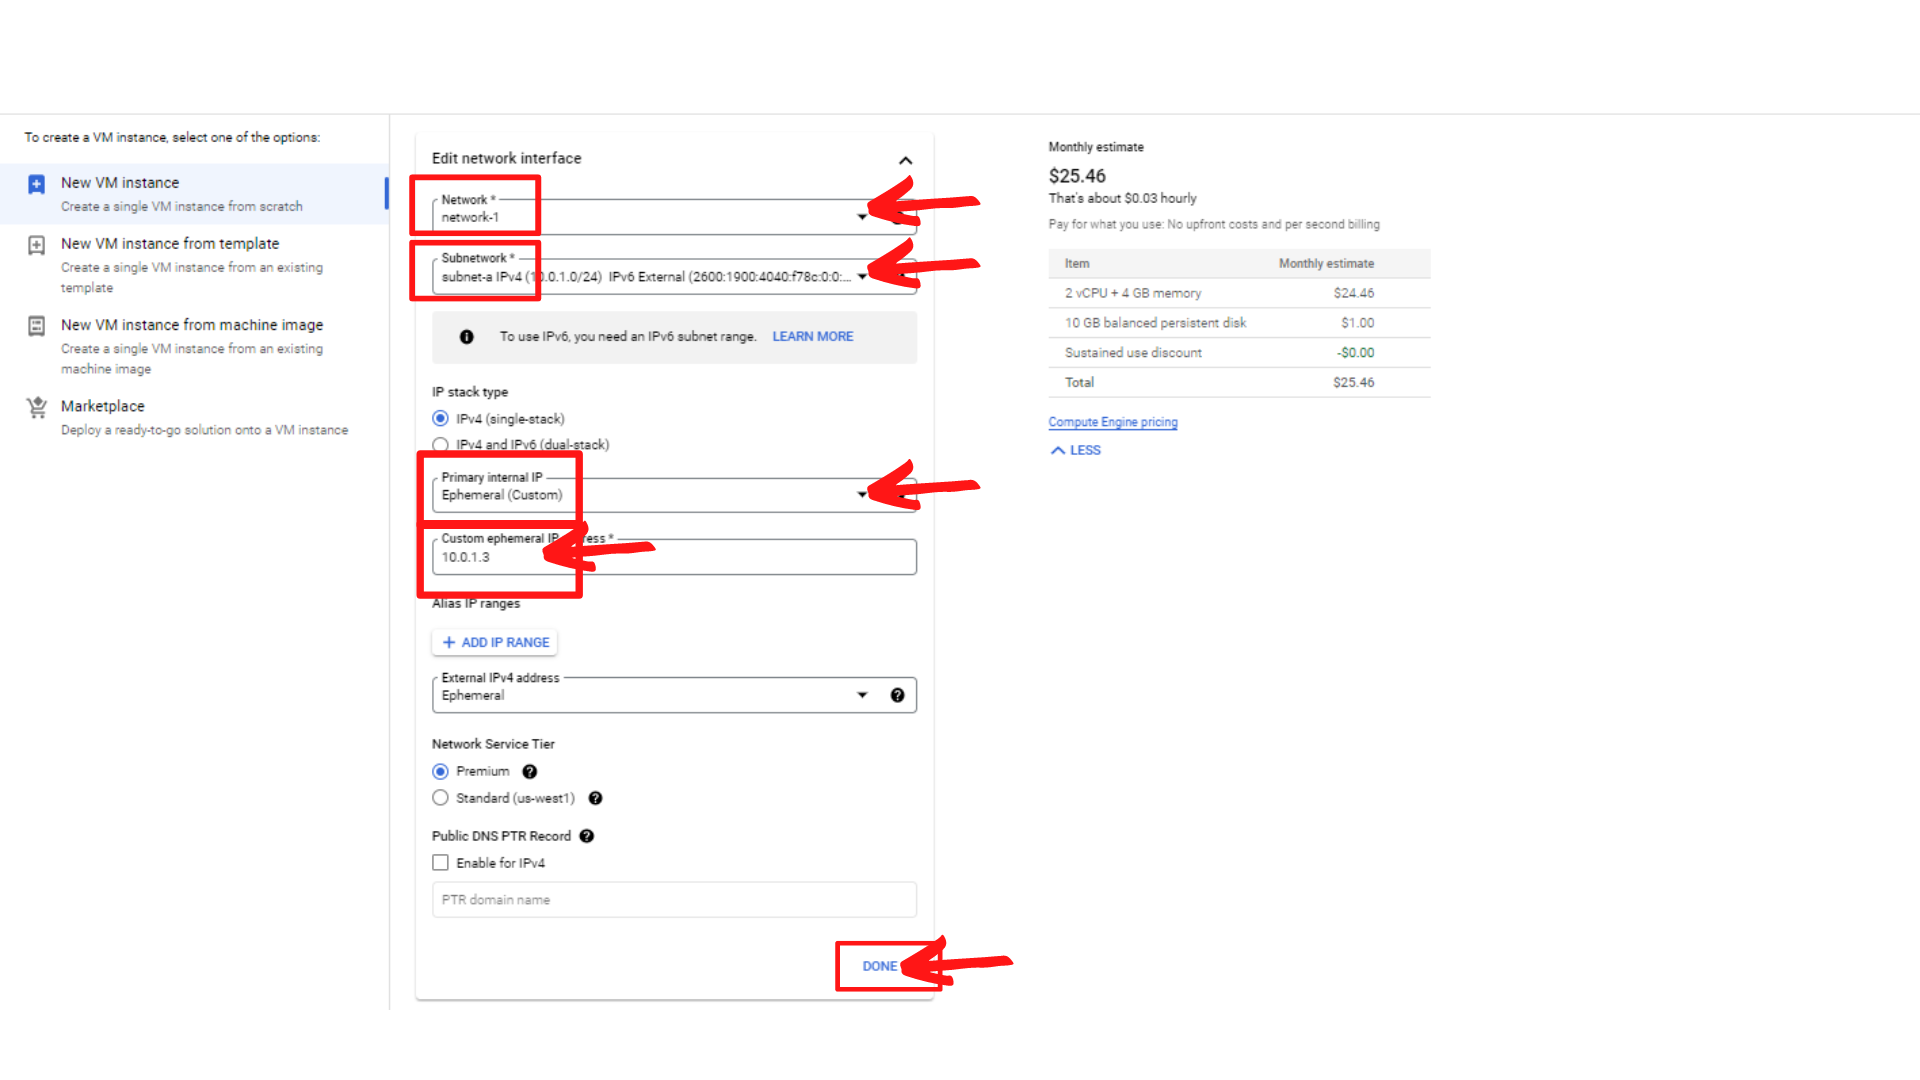 To create a VM instance, select one of the options:
New VM instance
Create a single VM instance from scratch
New VM instance from template
Create a single VM instance from an existing
template
New VM instance from machine image
Create a single VM instance from an existing
machine image
Marketplace
Deploy a ready-to-go solution onto a VM instance
Edit network interface
Network *
network-1
Subnetwork *
subnet-a IPv4 (10.0.1.0/24) IPv6 External (2600:1900:4040:f78c:0:0:...
To use IPv6, you need an IPv6 subnet range. LEARN MORE
IP stack type
IPv4 (single-stack)
IPv4 and IPv6 (dual-stack)
Primary internal IP
Ephemeral (Custom)
Custom ephemeral IP address *
10.0.1.3
Alias IP ranges
+ ADD IP RANGE
External IPv4 address
Ephemeral
Network Service Tier
Premium
Standard (us-west1)
Public DNS PTR Record
Enable for IPv4
PTR domain name
DONE
Monthly estimate
$25.46
That's about $0.03 hourly
Pay for what you use: No upfront costs and per second billing
Item Monthly estimate
2 vCPU + 4 GB memory $24.46
10 GB balanced persistent disk $1.00
Sustained use discount -$0.00
Total $25.46
Compute Engine pricing
LESS